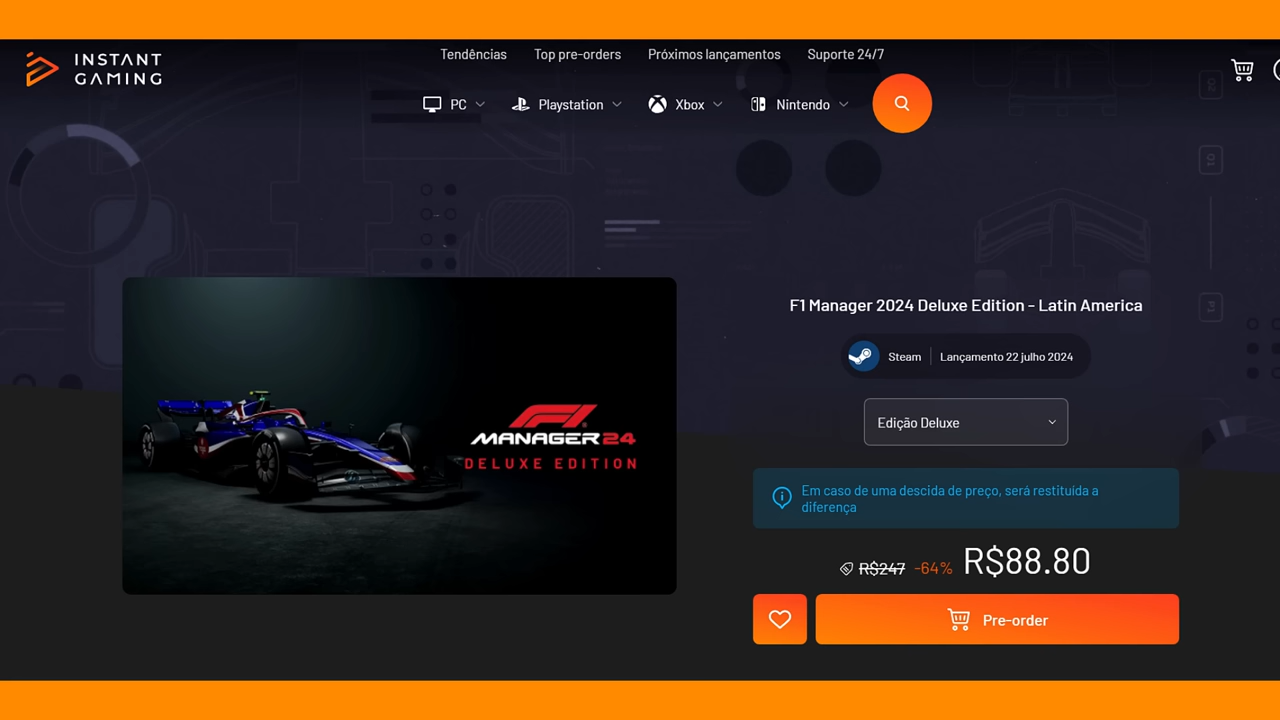 INSTANT
GAMING
Tendências Top pre-orders Próximos lançamentos Suporte 24/7
PC Playstation Xbox Nintendo
F1 Manager 2024 Deluxe Edition - Latin America
Steam Lançamento 22 julho 2024
Edição Deluxe
F1
MANAGER 24
DELUXE EDITION
Em caso de uma descida de preço, será restituída a
diferença
R$247 -64% R$88.80
Pre-order